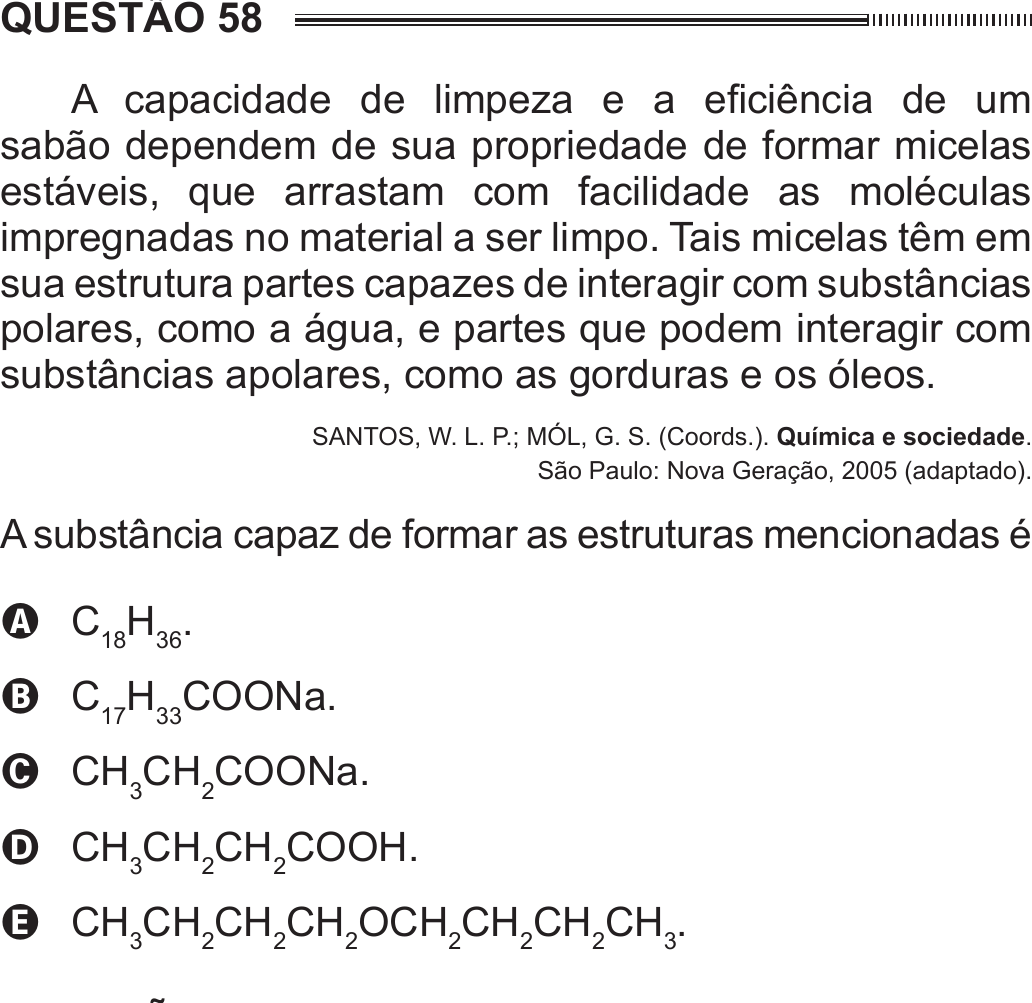 QUESTÃO 58
A capacidade de limpeza e a eficiência de um
sabão dependem de sua propriedade de formar micelas
estáveis, que arrastam com facilidade as moléculas
impregnadas no material a ser limpo. Tais micelas têm em
sua estrutura partes capazes de interagir com substâncias
polares, como a água, e partes que podem interagir com
substâncias apolares, como as gorduras e os óleos.
SANTOS, W. L. P.; MÓL, G. S. (Coords.). Química e sociedade.
São Paulo: Nova Geração, 2005 (adaptado).
A substância capaz de formar as estruturas mencionadas é
A C₁₈H₃₆.
B C₁₇H₃₃COONa.
C CH₃CH₂COONa.
D CH₃CH₂CH₂COOH.
E CH₃CH₂CH₂CH₂OCH₂CH₂CH₂CH₃.